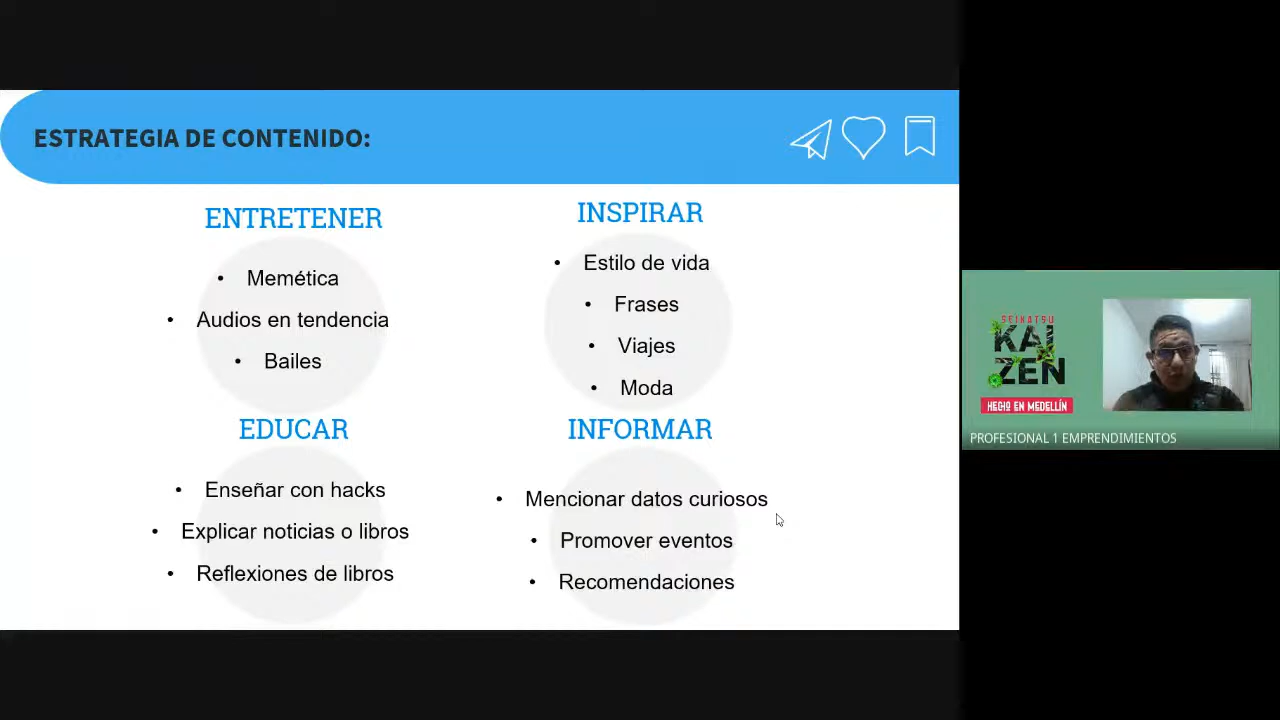 ESTRATEGIA DE CONTENIDO:
ENTRETENER
• Memética
• Audios en tendencia
• Bailes
INSPIRAR
• Estilo de vida
• Frases
• Viajes
• Moda
EDUCAR
• Enseñar con hacks
• Explicar noticias o libros
• Reflexiones de libros
INFORMAR
• Mencionar datos curiosos
• Promover eventos
• Recomendaciones
SEIKATSU
KAI
ZEN
HECHO EN MEDELLÍN
PROFESIONAL 1 EMPRENDIMIENTOS